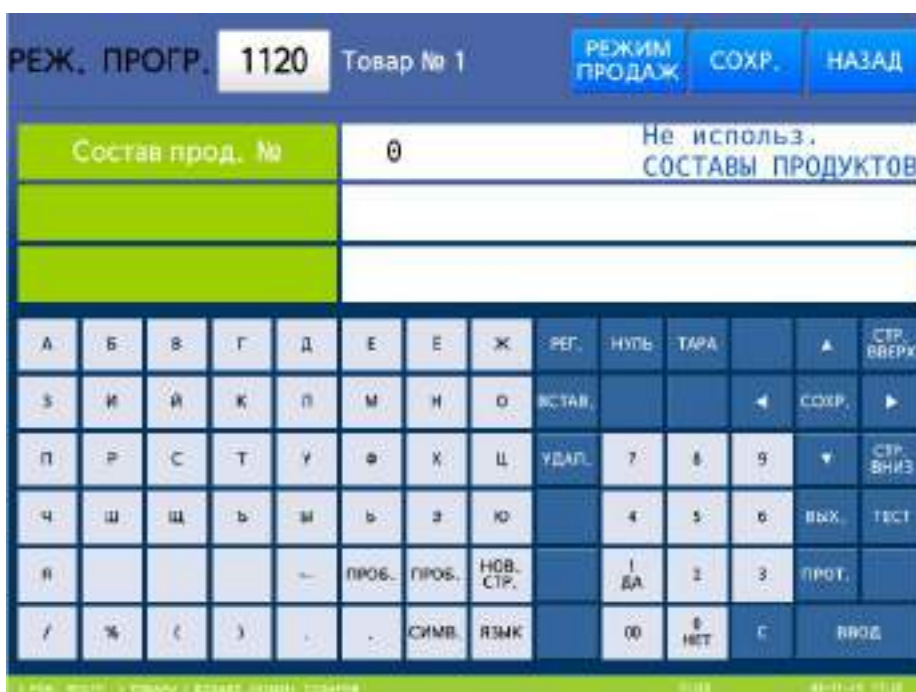 РЕЖ. ПРОГР. 1120 Товар № 1 РЕЖИМ ПРОДАЖ СОХР. НАЗАД
Состав прод. № 0 Не использ.
СОСТАВЫ ПРОДУКТОВ
А Б В Г Д Е Ё Ж РЕГ. НУЛЬ ТАРА ▲ СТР. ВВЕРХ
З И Й К Л М Н О ВСТАВ. ◄ СОХР. ►
П Р С Т У Ф Х Ц УДАЛ. 7 8 9 ▼ СТР. ВНИЗ
Ч Ш Щ Ъ Ы Ь Э Ю 4 5 6 ВЫХ. ТЕСТ
Я ← ПРОБ. ПРОБ. НОВ. СТР. 1 ДА 2 3 ПРОТ.
/ % ( ) . . СИМВ. ЯЗЫК 00 0 НЕТ С ВВОД